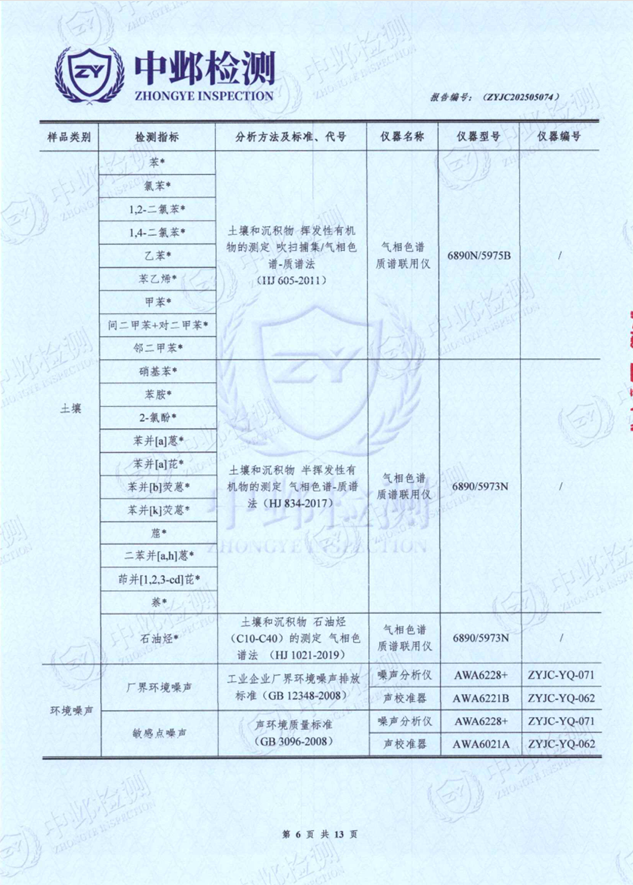 中邺检测
ZHONGYE INSPECTION
报告编号：（ZYJC202505074）
样品类别 检测指标 分析方法及标准、代号 仪器名称 仪器型号 仪器编号
苯*
氯苯*
1,2-二氯苯*
1,4-二氯苯*
乙苯*
苯乙烯*
甲苯*
间二甲苯+对二甲苯*
邻二甲苯*
土壤和沉积物 挥发性有机
物的测定 吹扫捕集/气相色
谱-质谱法
（HJ 605-2011）
气相色谱
质谱联用仪
6890N/5975B
/
土壤
硝基苯*
苯胺*
2-氯酚*
苯并[a]蒽*
苯并[a]芘*
苯并[b]荧蒽*
苯并[k]荧蒽*
䓛*
二苯并[a,h]蒽*
茚并[1,2,3-cd]芘*
萘*
土壤和沉积物 半挥发性有
机物的测定 气相色谱-质谱
法（HJ 834-2017）
气相色谱
质谱联用仪
6890/5973N
/
石油烃*
土壤和沉积物 石油烃
（C10-C40）的测定 气相色
谱法 （HJ 1021-2019）
气相色谱
质谱联用仪
6890/5973N
/
环境噪声
厂界环境噪声
工业企业厂界环境噪声排放
标准（GB 12348-2008）
噪声分析仪 AWA6228+ ZYJC-YQ-071
声校准器 AWA6221B ZYJC-YQ-062
敏感点噪声
声环境质量标准
（GB 3096-2008）
噪声分析仪 AWA6228+ ZYJC-YQ-071
声校准器 AWA6021A ZYJC-YQ-062
第 6 页 共 13 页